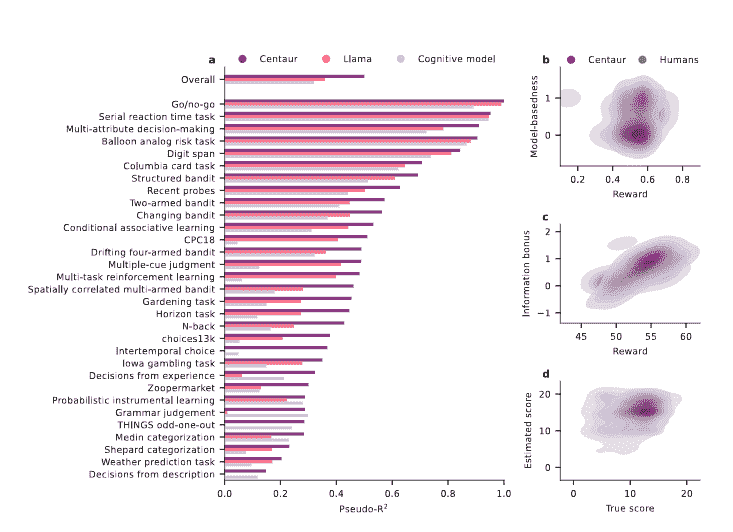 a Centaur Llama Cognitive model
Overall
Go/no-go
Serial reaction time task
Multi-attribute decision-making
Balloon analog risk task
Digit span
Columbia card task
Structured bandit
Recent probes
Two-armed bandit
Changing bandit
Conditional associative learning
CPC18
Drifting four-armed bandit
Multiple-cue judgment
Multi-task reinforcement learning
Spatially correlated multi-armed bandit
Gardening task
Horizon task
N-back
choices13k
Intertemporal choice
Iowa gambling task
Decisions from experience
Zoopermarket
Probabilistic instrumental learning
Grammar judgement
THINGS odd-one-out
Medin categorization
Shepard categorization
Weather prediction task
Decisions from description
0.0 0.2 0.4 0.6 0.8 1.0
Pseudo-R²
b Centaur Humans
Model-basedness
1
0
0.2 0.4 0.6 0.8
Reward
c
Information bonus
2
1
0
−1
45 50 55 60
Reward
d
Estimated score
20
10
0
0 10 20
True score